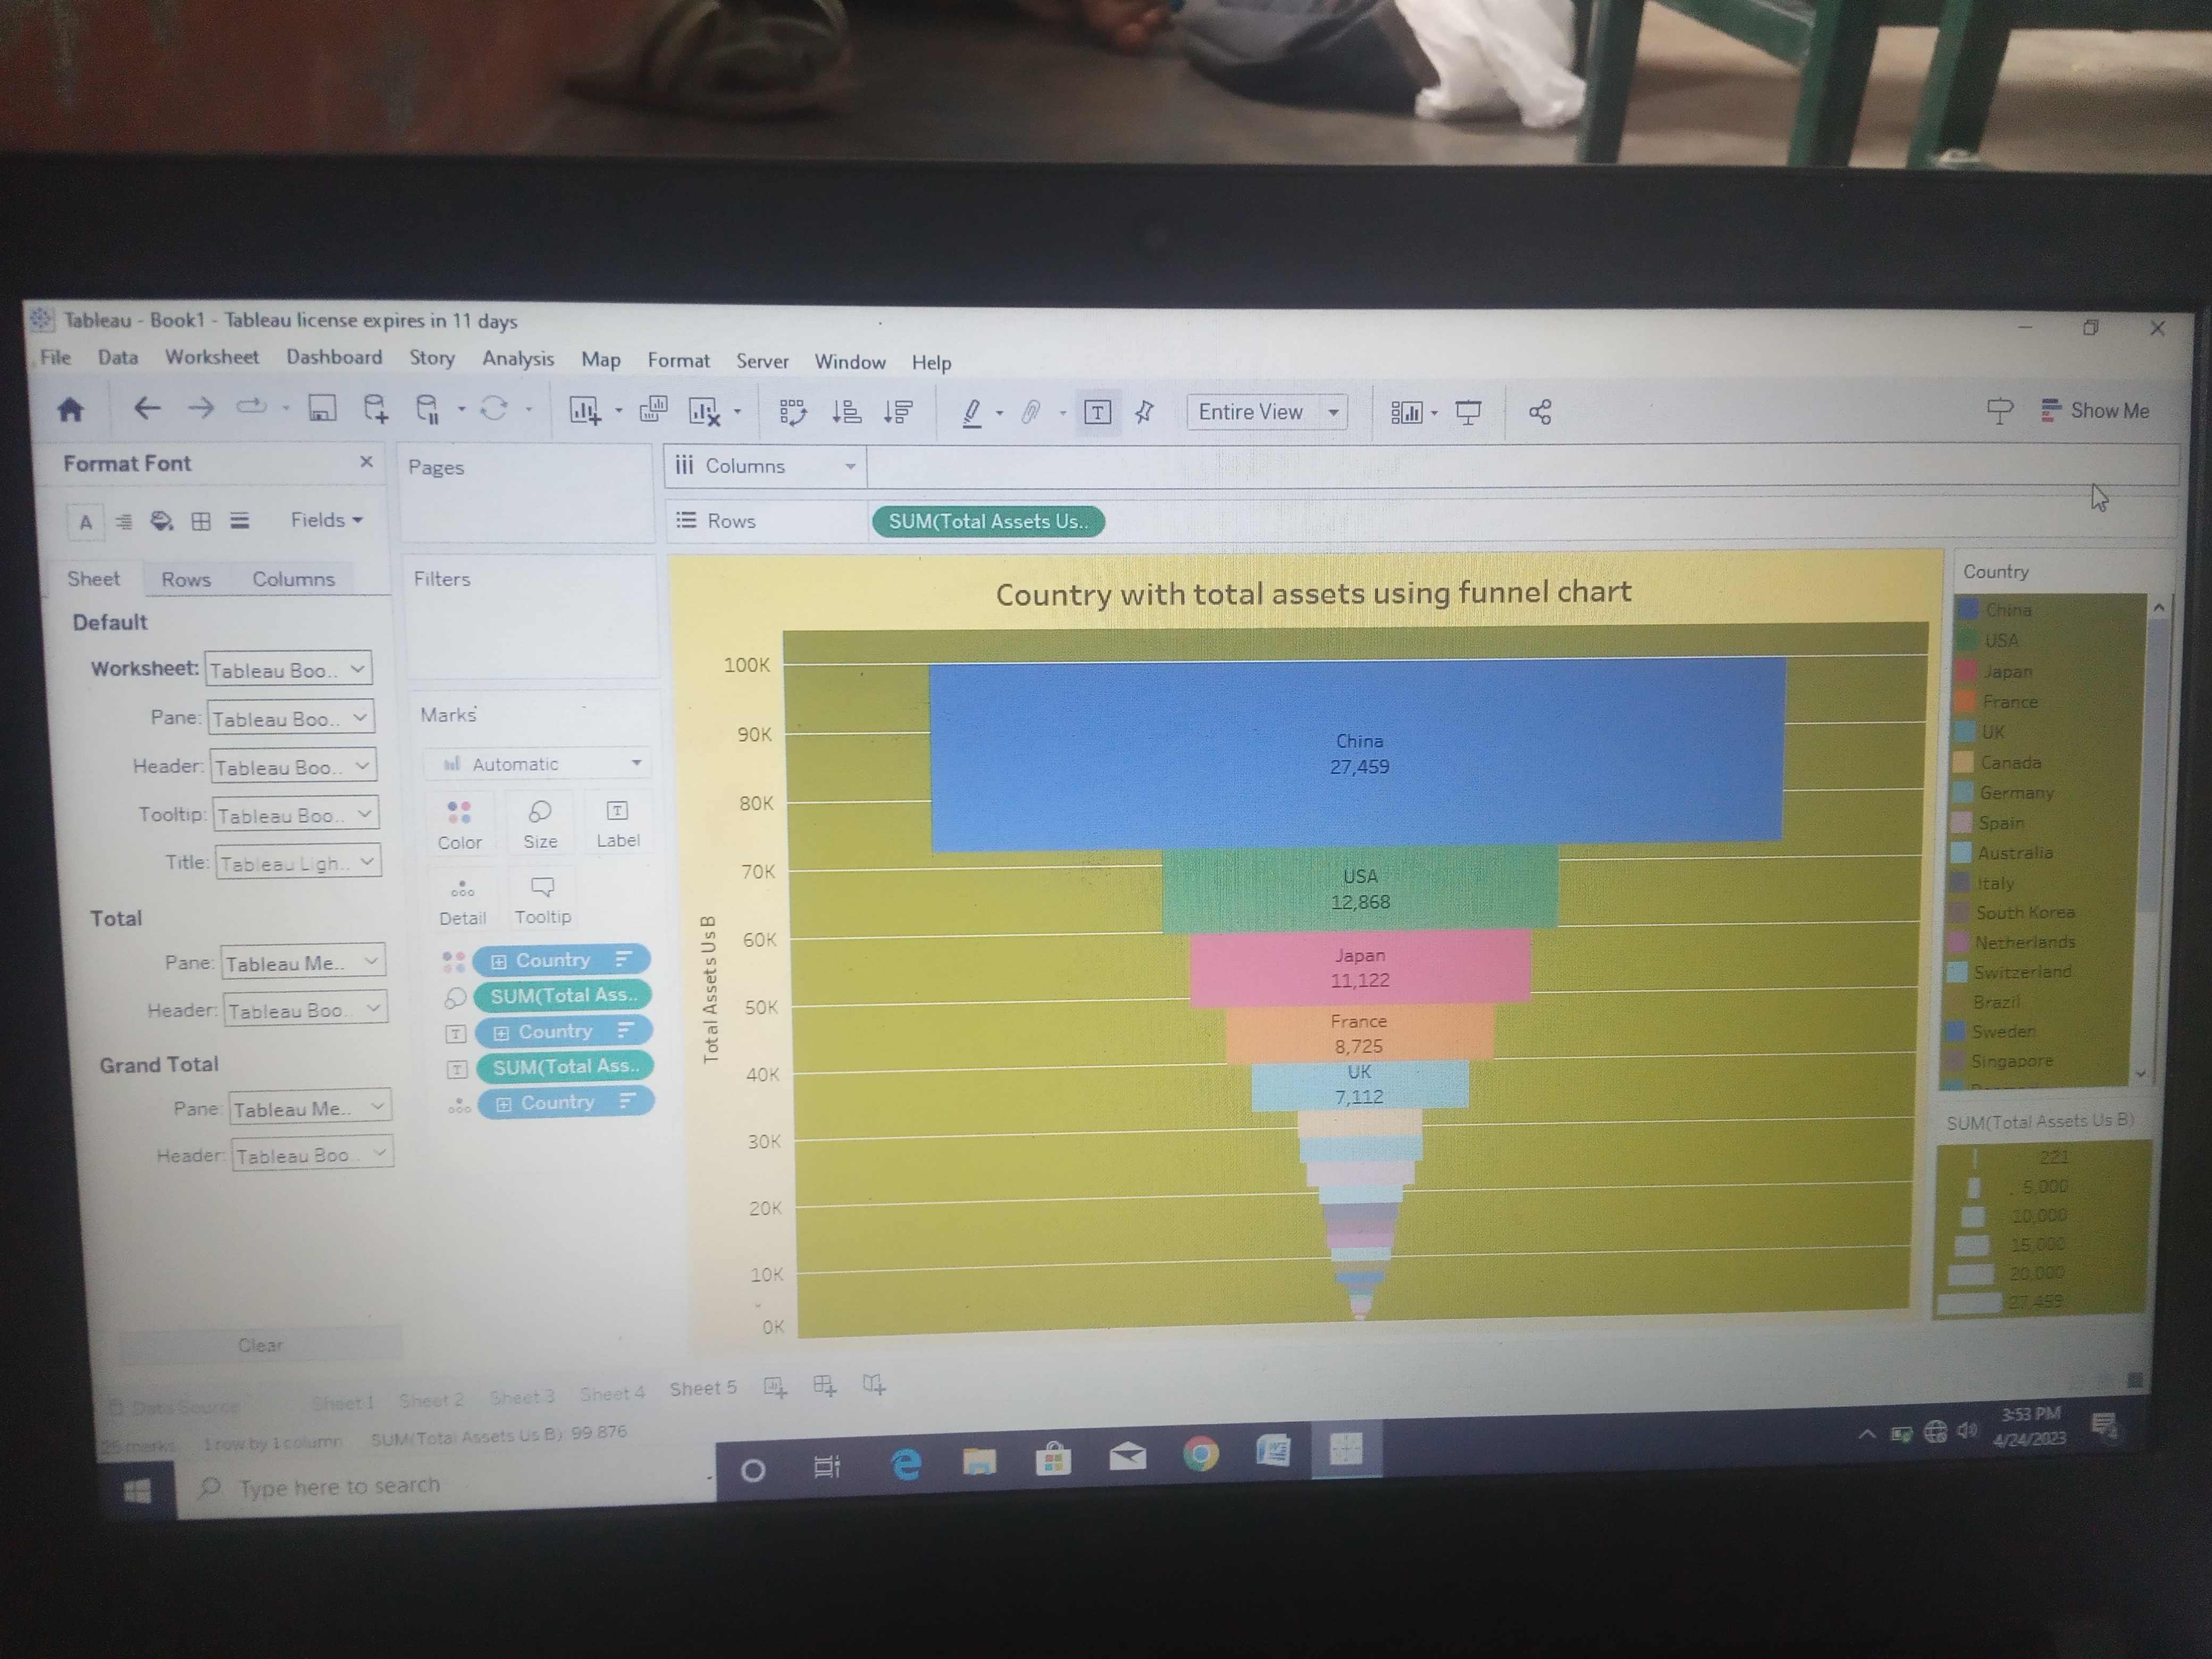 Tableau - Book1 - Tableau license expires in 11 days
File Data Worksheet Dashboard Story Analysis Map Format Server Window Help
Entire View
Show Me
Format Font
Fields
Sheet Rows Columns
Default
Worksheet: Tableau Boo..
Pane: Tableau Boo..
Header: Tableau Boo..
Tooltip: Tableau Boo..
Title: Tableau Ligh..
Total
Pane: Tableau Me..
Header: Tableau Boo..
Grand Total
Pane: Tableau Me..
Header: Tableau Boo..
Clear
Pages
Filters
Marks
Automatic
Color Size Label
Detail Tooltip
Country
SUM(Total Ass..
Country
SUM(Total Ass..
Country
Columns
Rows SUM(Total Assets Us..
Country with total assets using funnel chart
Total Assets Us B
100K
90K
80K
70K
60K
50K
40K
30K
20K
10K
0K
China
27,459
USA
12,868
Japan
11,122
France
8,725
UK
7,112
Country
China
USA
Japan
France
UK
Canada
Germany
Spain
Australia
Italy
South Korea
Netherlands
Switzerland
Brazil
Sweden
Singapore
SUM(Total Assets Us B)
221
5,000
10,000
15,000
20,000
27,459
Data Source Sheet 1 Sheet 2 Sheet 3 Sheet 4 Sheet 5
marks 1 row by 1 column SUM(Total Assets Us B): 99,876
Type here to search
3:53 PM
4/24/2023